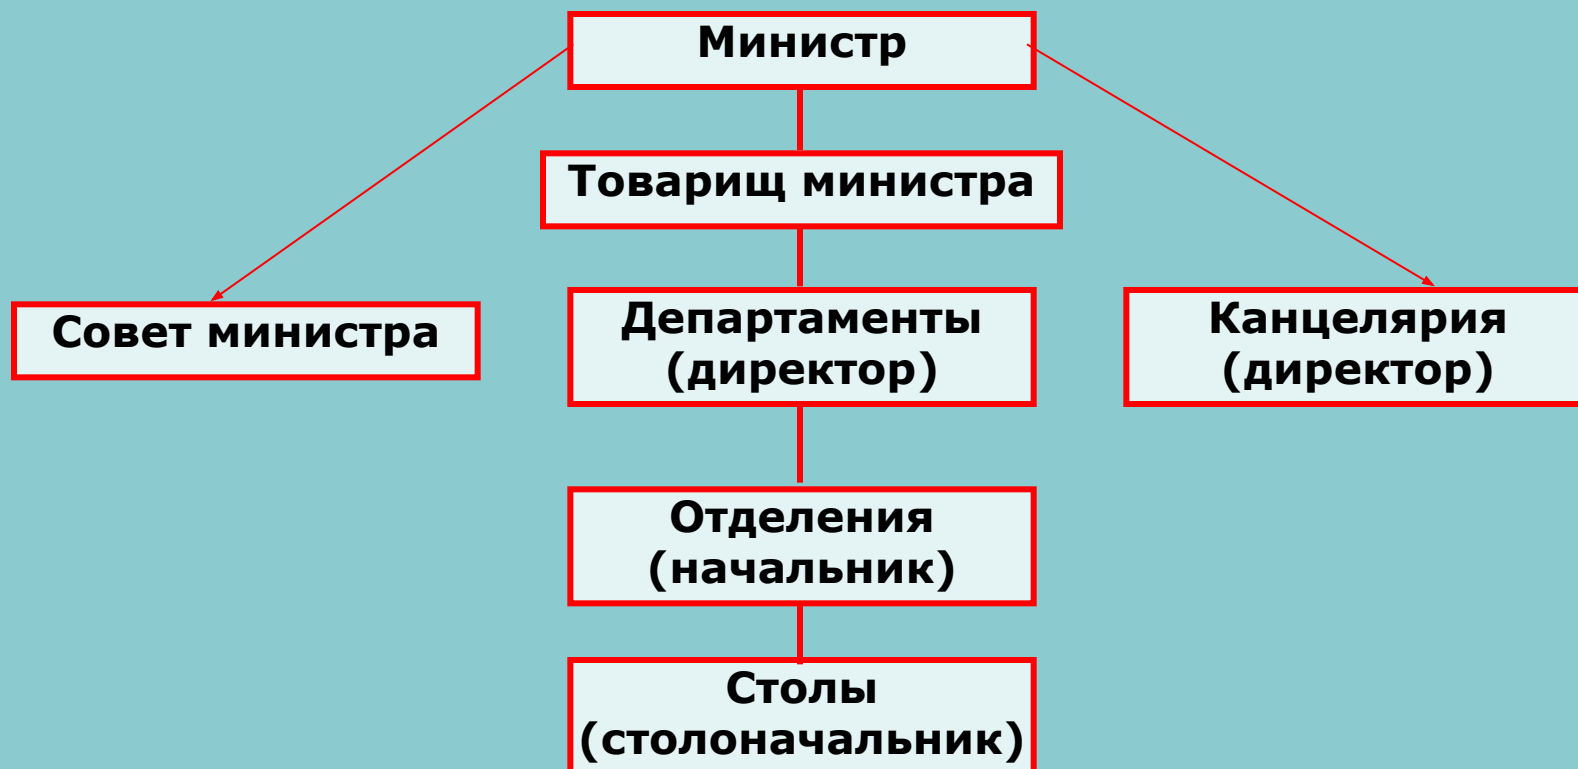 Министр
Товарищ министра
Совет министра
Департаменты
(директор)
Канцелярия
(директор)
Отделения
(начальник)
Столы
(столоначальник)